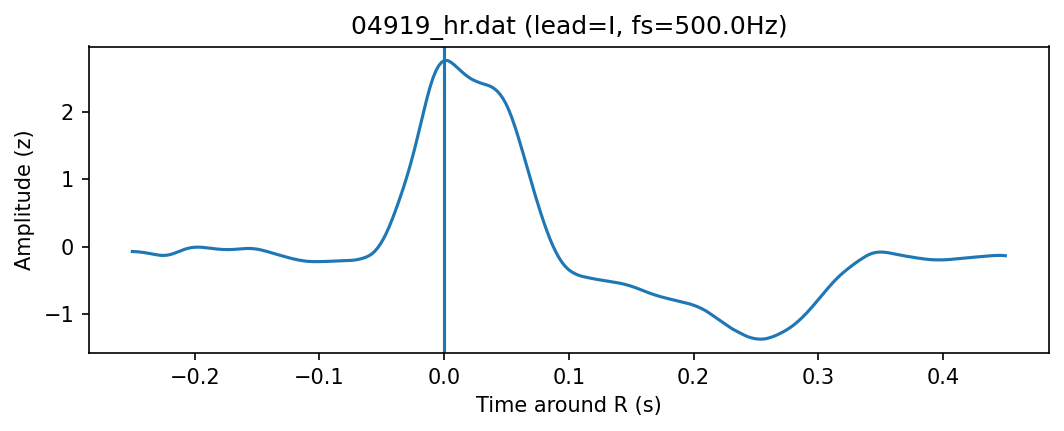 04919_hr.dat (lead=I, fs=500.0Hz)
Amplitude (z)
2
1
0
−1
−0.2 −0.1 0.0 0.1 0.2 0.3 0.4
Time around R (s)